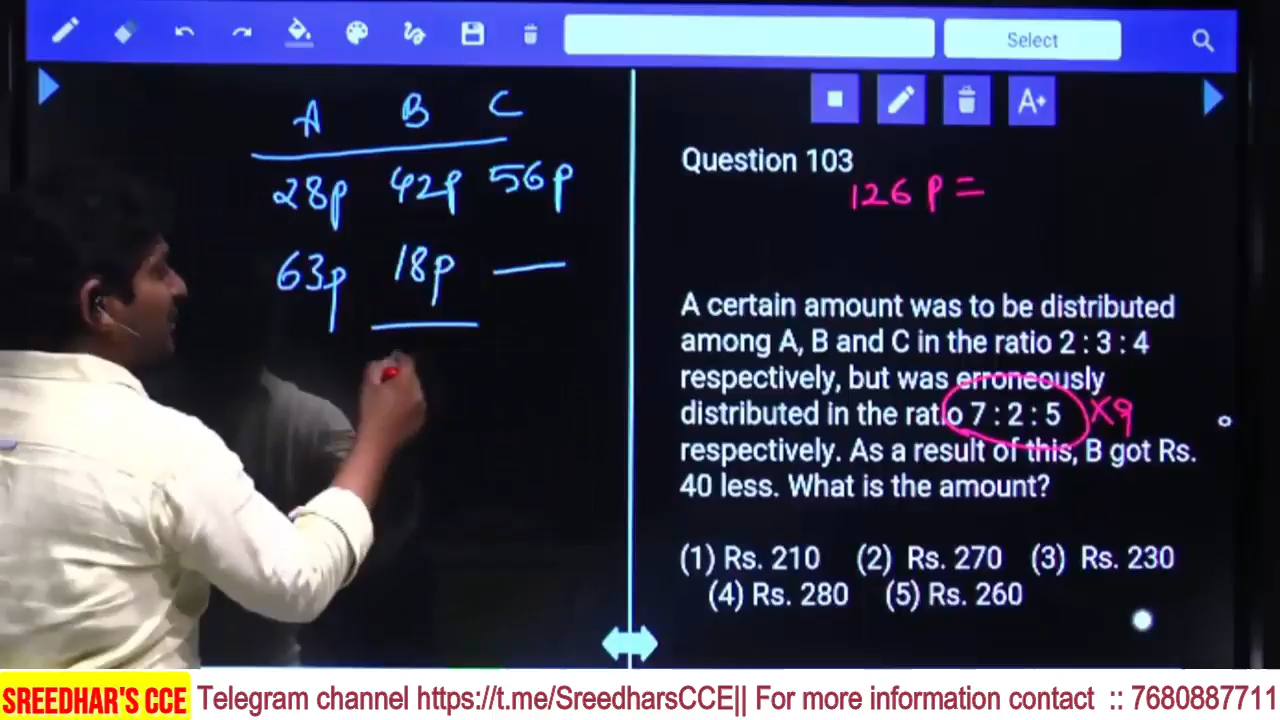 Select
A+
A B C
28p 42p 56p
63p 18p —
Question 103
126 p =
A certain amount was to be distributed
among A, B and C in the ratio 2 : 3 : 4
respectively, but was erroneously
distributed in the ratio 7 : 2 : 5 ×9
respectively. As a result of this, B got Rs.
40 less. What is the amount?
(1) Rs. 210 (2) Rs. 270 (3) Rs. 230
(4) Rs. 280 (5) Rs. 260
SREEDHAR'S CCE Telegram channel https://t.me/SreedharsCCE|| For more information contact :: 7680887711